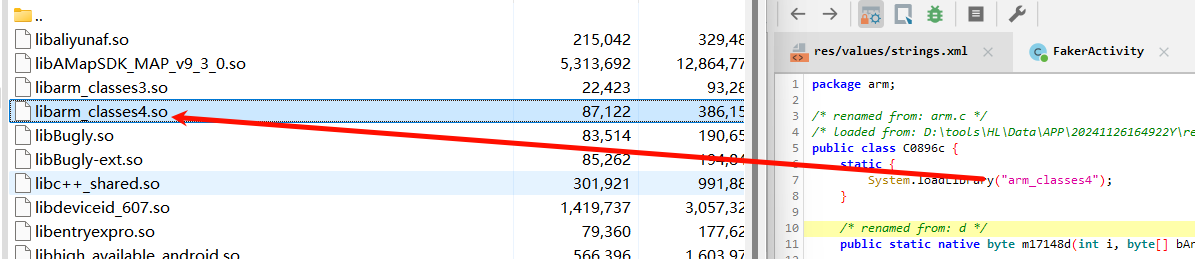 ..
libaliyunaf.so 215,042 329,48
libAMapSDK_MAP_v9_3_0.so 5,313,692 12,864,77
libarm_classes3.so 22,423 93,28
libarm_classes4.so 87,122 386,15
libBugly.so 83,514 190,65
libBugly-ext.so 85,262 194,84
libc++_shared.so 301,921 991,88
libdeviceid_607.so 1,419,737 3,057,32
libentryexpro.so 79,360 177,62
libhigh_available_android.so 566,396 1,603,97
res/values/strings.xml × FakerActivity ×
1 package arm;
2
3 /* renamed from: arm.c */
4 /* loaded from: D:\tools\HL\Data\APP\20241126164922Y\re
5 public class C0896c {
6 static {
7 System.loadLibrary("arm_classes4");
8 }
9
10 /* renamed from: d */
11 public static native byte m17148d(int i, byte[] bAr